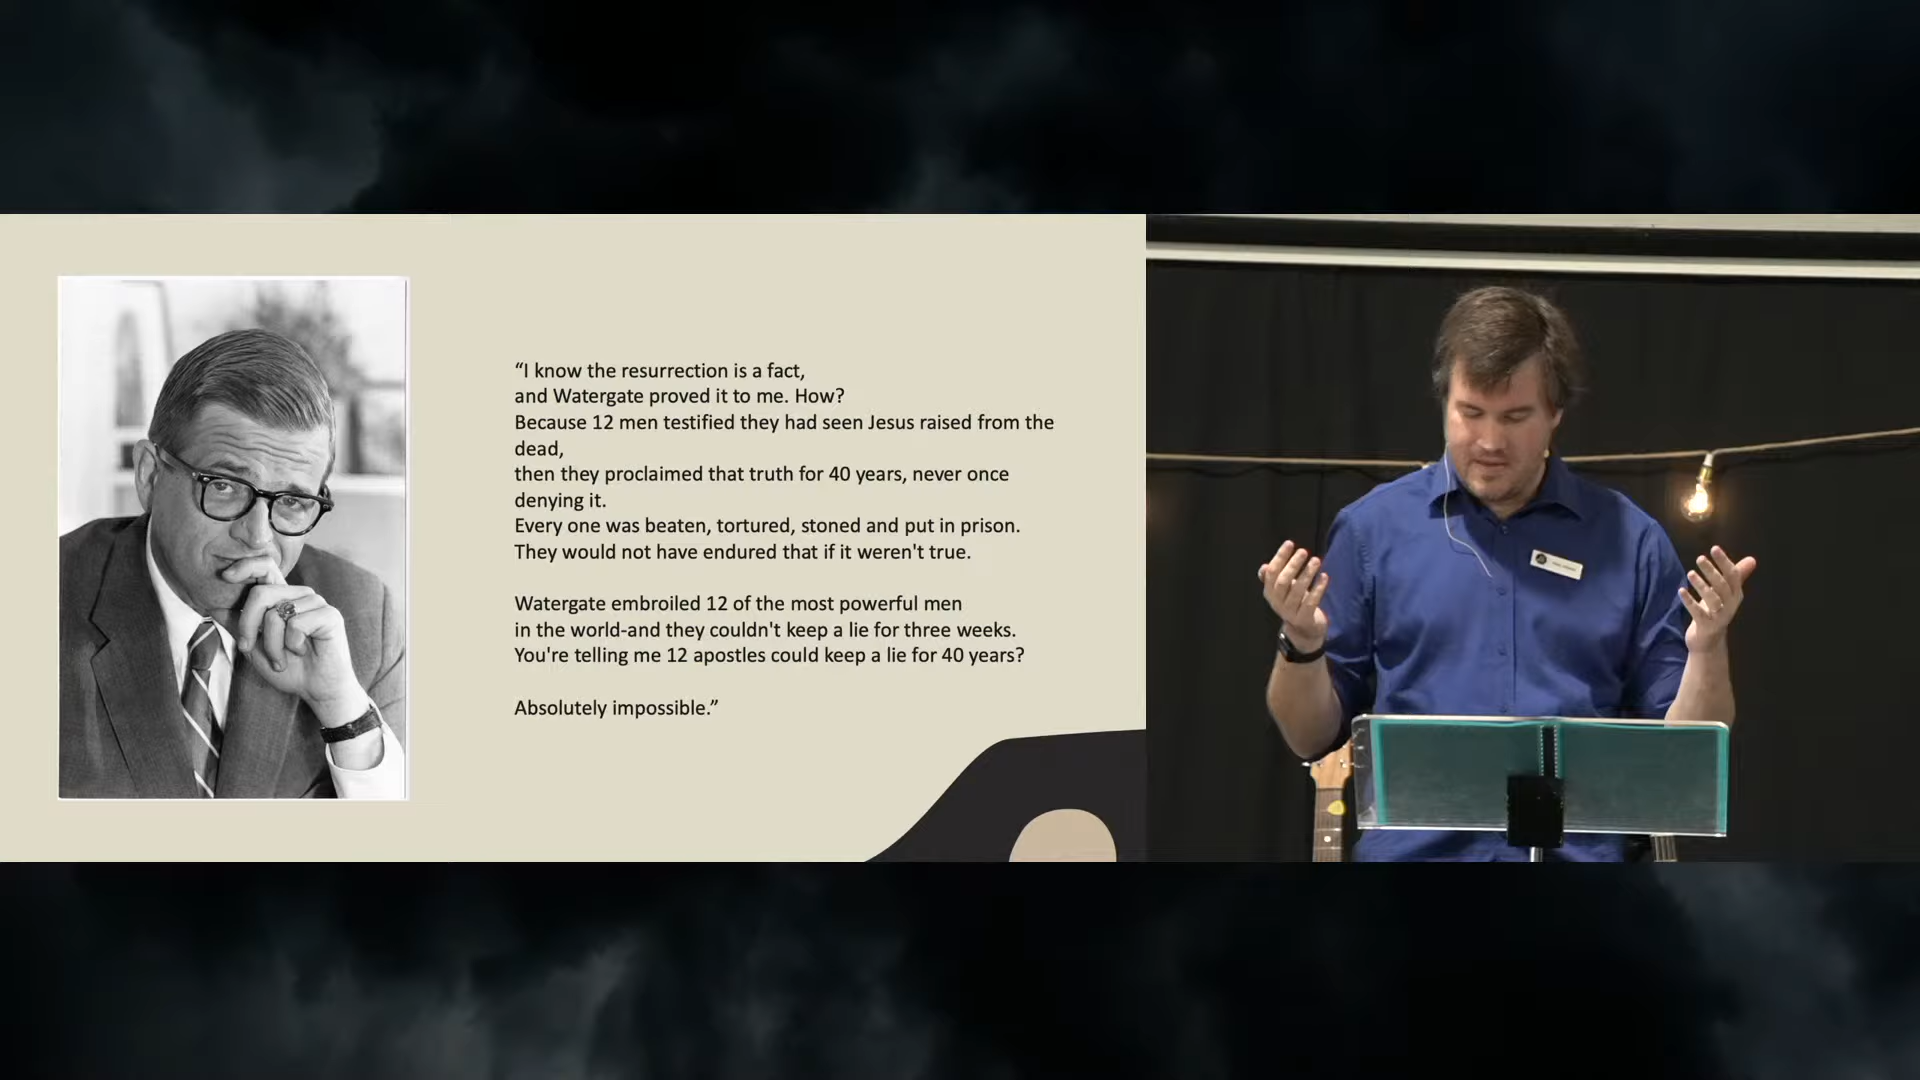 “I know the resurrection is a fact,
and Watergate proved it to me. How?
Because 12 men testified they had seen Jesus raised from the
dead,
then they proclaimed that truth for 40 years, never once
denying it.
Every one was beaten, tortured, stoned and put in prison.
They would not have endured that if it weren't true.
Watergate embroiled 12 of the most powerful men
in the world-and they couldn't keep a lie for three weeks.
You're telling me 12 apostles could keep a lie for 40 years?
Absolutely impossible.”